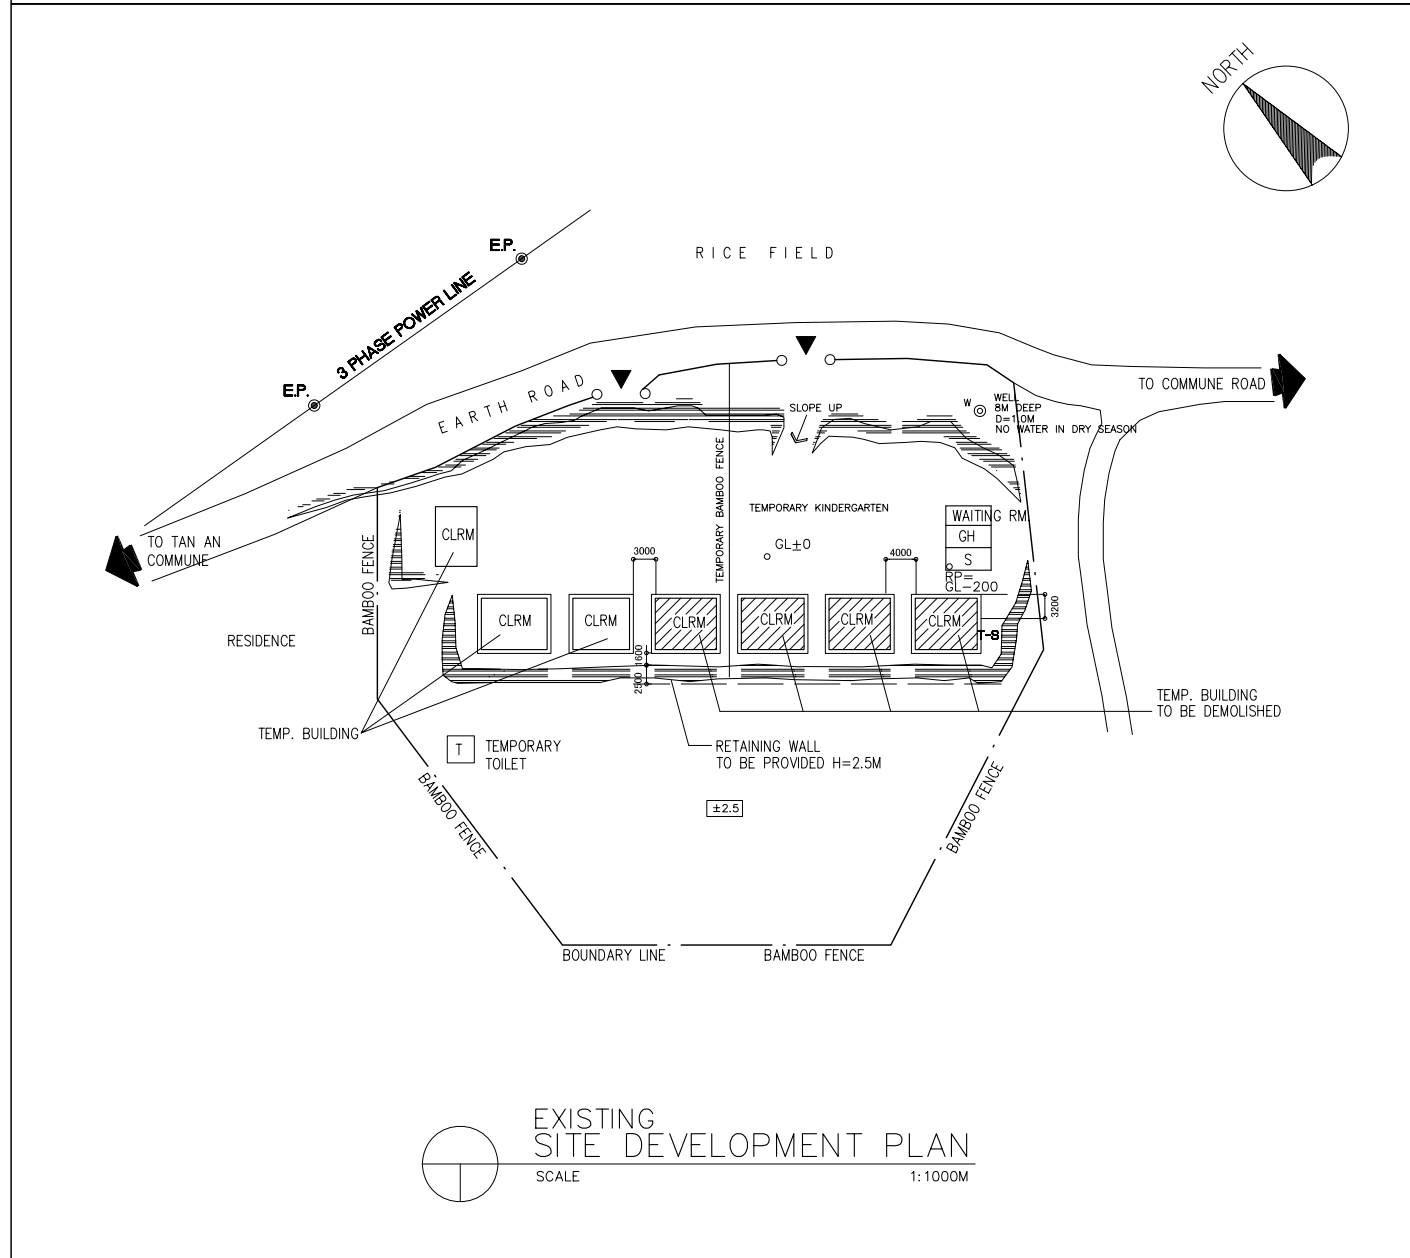 NORTH
E.P.
RICE FIELD
3 PHASE POWER LINE
E.P.
EARTH ROAD
TO COMMUNE ROAD
SLOPE UP
W
WELL
8M DEEP
D=1.0M
NO WATER IN DRY SEASON
TEMPORARY BAMBOO FENCE
TEMPORARY KINDERGARTEN
WAITING RM.
GH
S
RP=
GL-200
GL±0
CLRM
TO TAN AN
COMMUNE
BAMBOO FENCE
3000
4000
3200
RESIDENCE
CLRM
CLRM
CLRM
CLRM
CLRM
CLRM
T-8
1600
2500
TEMP. BUILDING
TO BE DEMOLISHED
TEMP. BUILDING
T
TEMPORARY
TOILET
RETAINING WALL
TO BE PROVIDED H=2.5M
±2.5
BAMBOO FENCE
BAMBOO FENCE
BOUNDARY LINE
BAMBOO FENCE
EXISTING
SITE DEVELOPMENT PLAN
SCALE
1:1000M